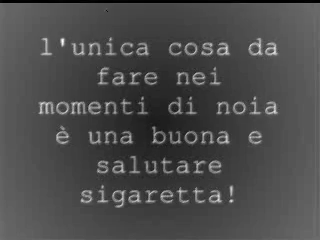 l'unica cosa da
fare nei
momenti di noia
è una buona e
salutare
sigaretta!